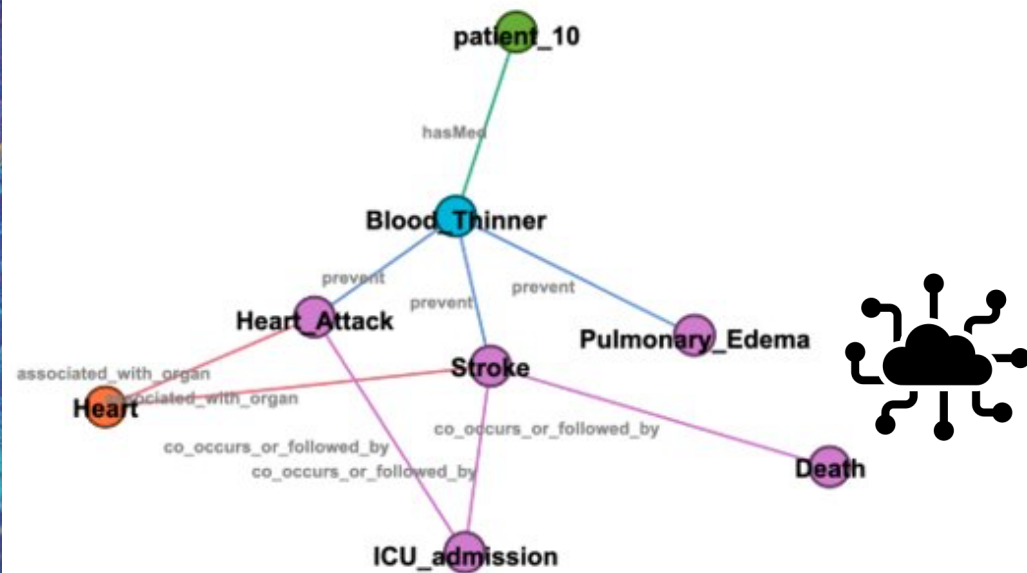 patient_10
hasMed
Blood_Thinner
prevent
prevent
prevent
Heart_Attack
Pulmonary_Edema
Stroke
associated_with_organ
associated_with_organ
Heart
co_occurs_or_followed_by
co_occurs_or_followed_by
co_occurs_or_followed_by
Death
ICU_admission